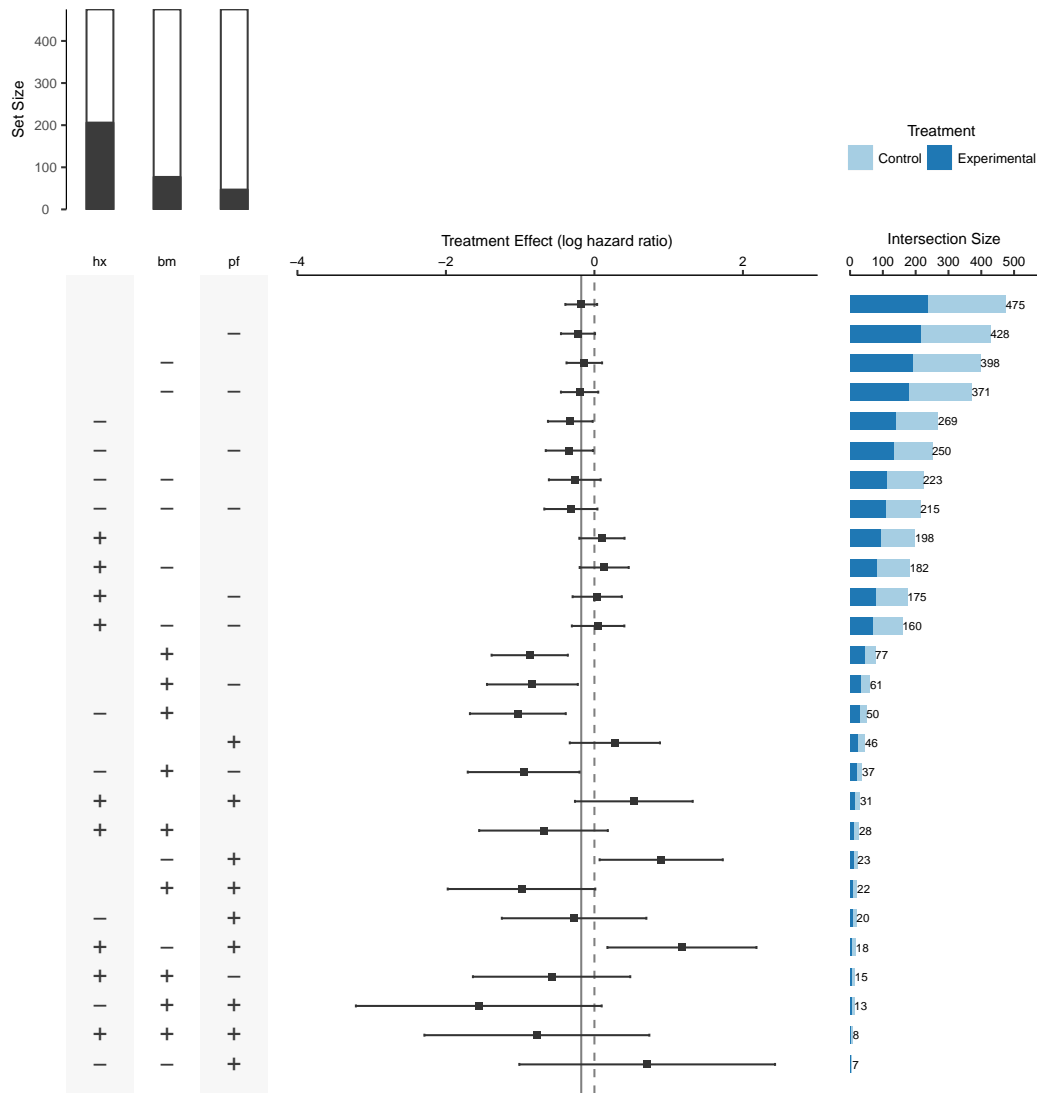 400
300
200
100
0
Set Size
Treatment
Control Experimental
Treatment Effect (log hazard ratio)
Intersection Size
hx bm pf
−4 −2 0 2
0 100 200 300 400 500
475
− 428
− 398
− − 371
− 269
− − 250
− − 223
− − − 215
+ 198
+ − 182
+ − 175
+ − − 160
+ 77
+ − 61
− + 50
+ 46
− + − 37
+ + 31
+ + 28
− + 23
+ + 22
− + 20
+ − + 18
+ + − 15
− + + 13
+ + + 8
− − + 7